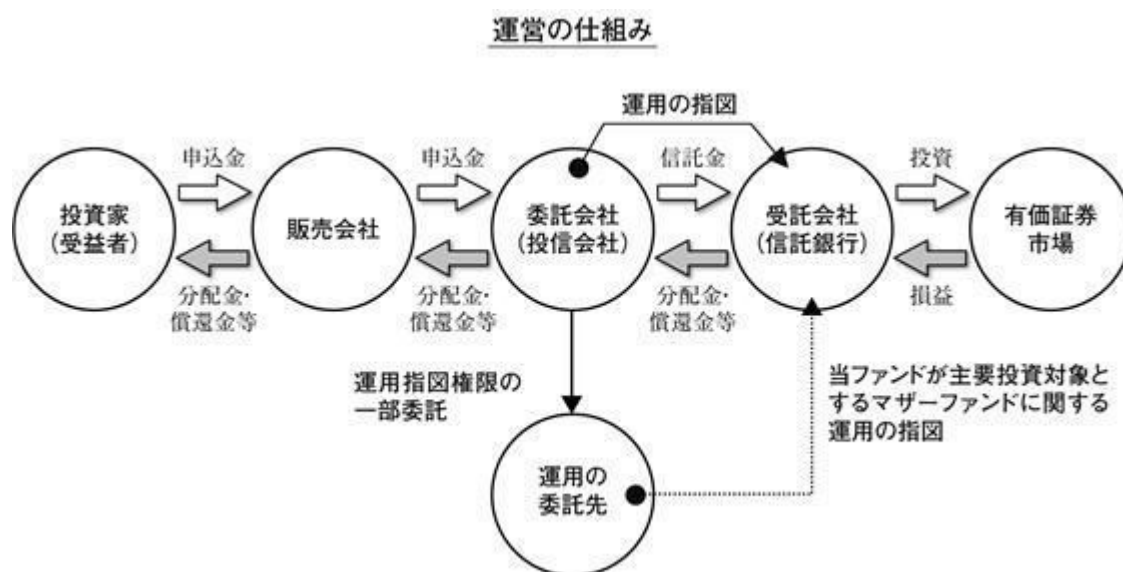 運営の仕組み
運用の指図
申込金
申込金
信託金
投資
投資家
(受益者)
販売会社
委託会社
(投信会社)
受託会社
(信託銀行)
有価証券
市場
分配金・
償還金等
分配金・
償還金等
分配金・
償還金等
損益
運用指図権限の
一部委託
当ファンドが主要投資対象と
するマザーファンドに関する
運用の指図
運用の
委託先